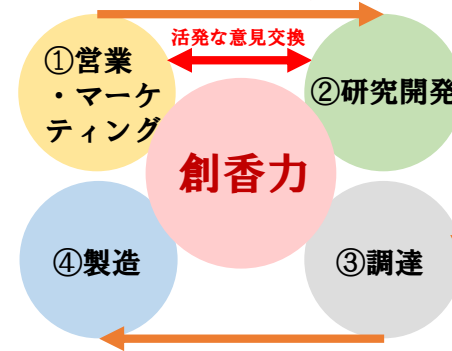 活発な意見交換
①営業
・マーケ
ティング
②研究開発
創香力
④製造
③調達